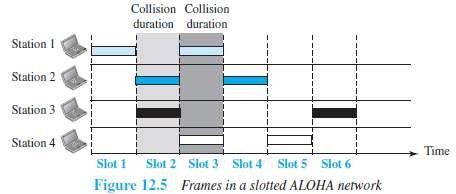 Collision Collision
duration duration
Station 1
Station 2
Station 3
Station 4
Time
Slot 1 Slot 2 Slot 3 Slot 4 Slot 5 Slot 6
Figure 12.5 Frames in a slotted ALOHA network